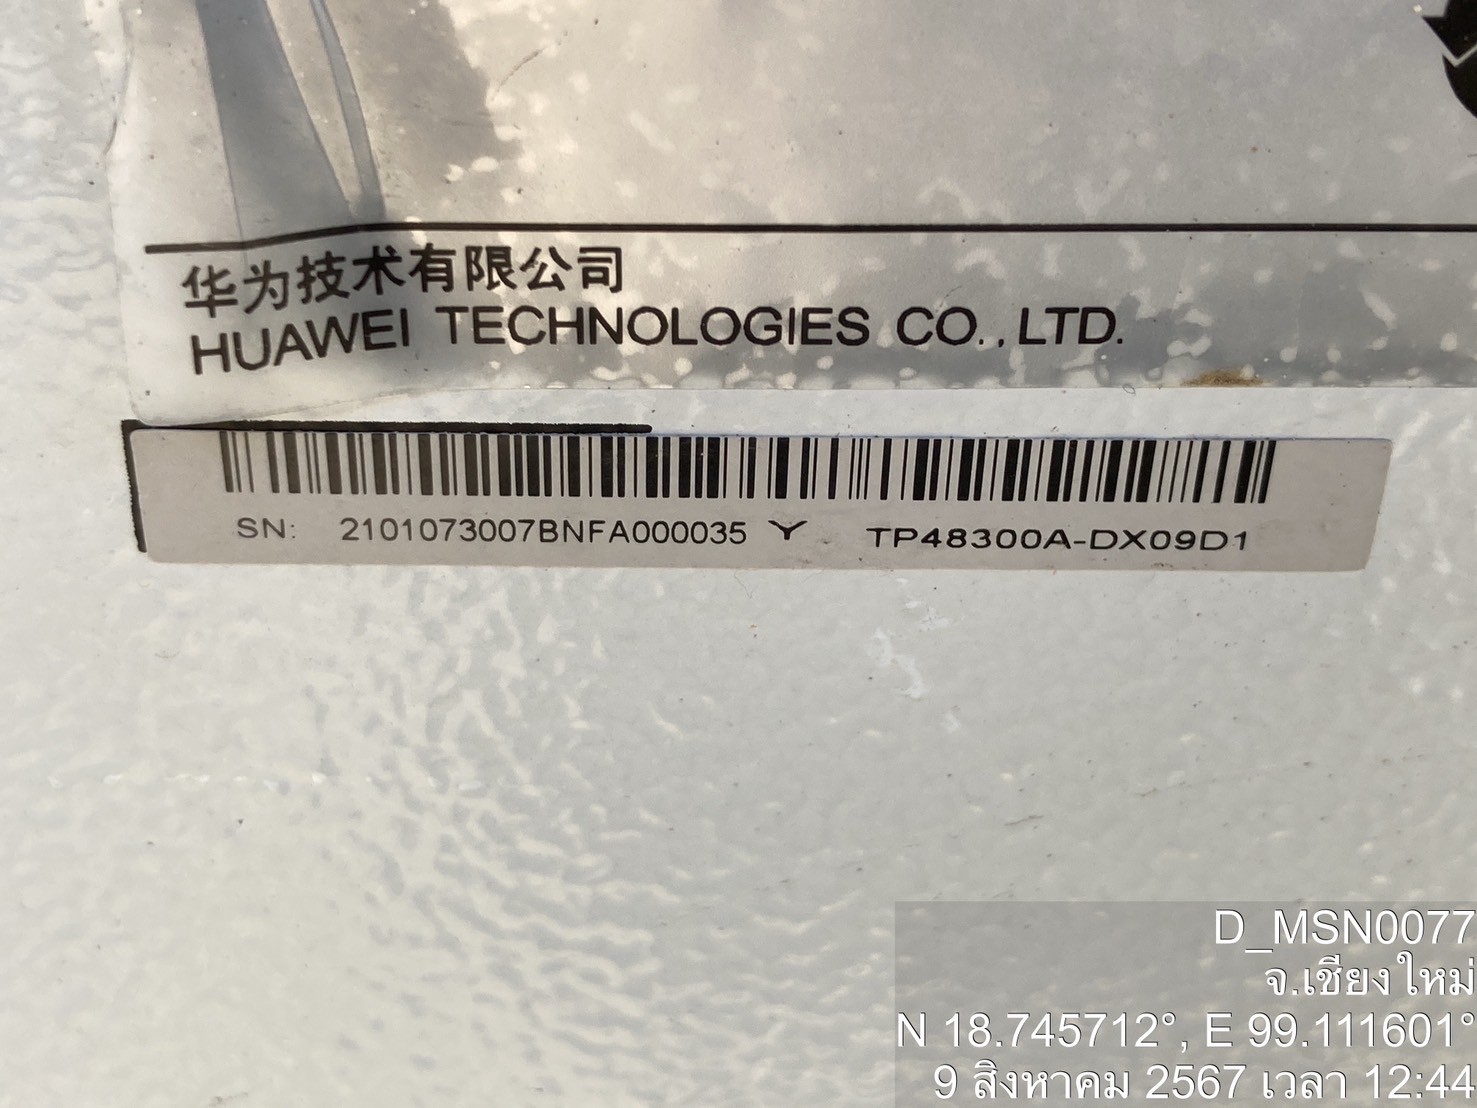 华为技术有限公司
HUAWEI TECHNOLOGIES CO., LTD.
SN: 2101073007BNFA000035 Y TP48300A-DX09D1
D_MSN0077
จ.เชียงใหม่
N 18.745712°, E 99.111601°
9 สิงหาคม 2567 เวลา 12:44